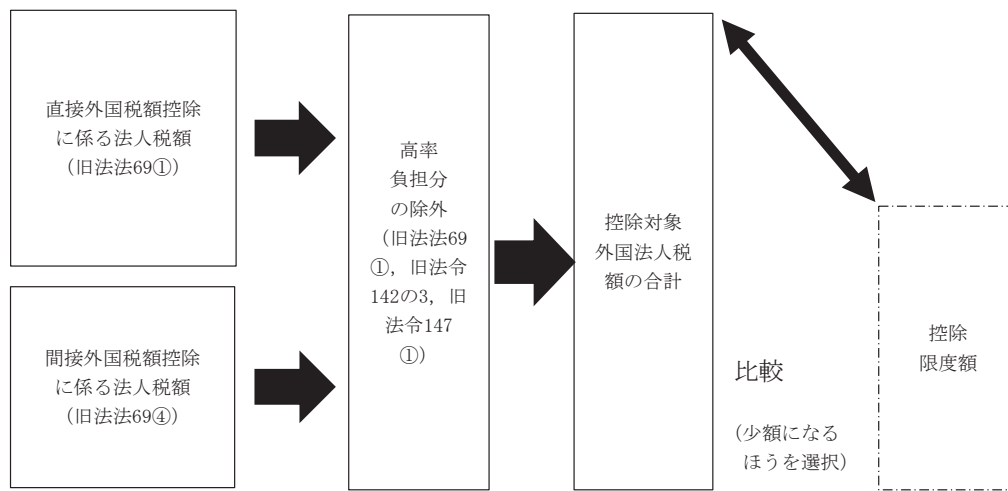 直接外国税額控除
に係る法人税額
（旧法法69①）
間接外国税額控除
に係る法人税額
（旧法法69④）
高率
負担分
の除外
（旧法法69
①，旧法令
142の3，旧
法令147
①）
控除対象
外国法人税
額の合計
比較
（少額になる
ほうを選択）
控除
限度額